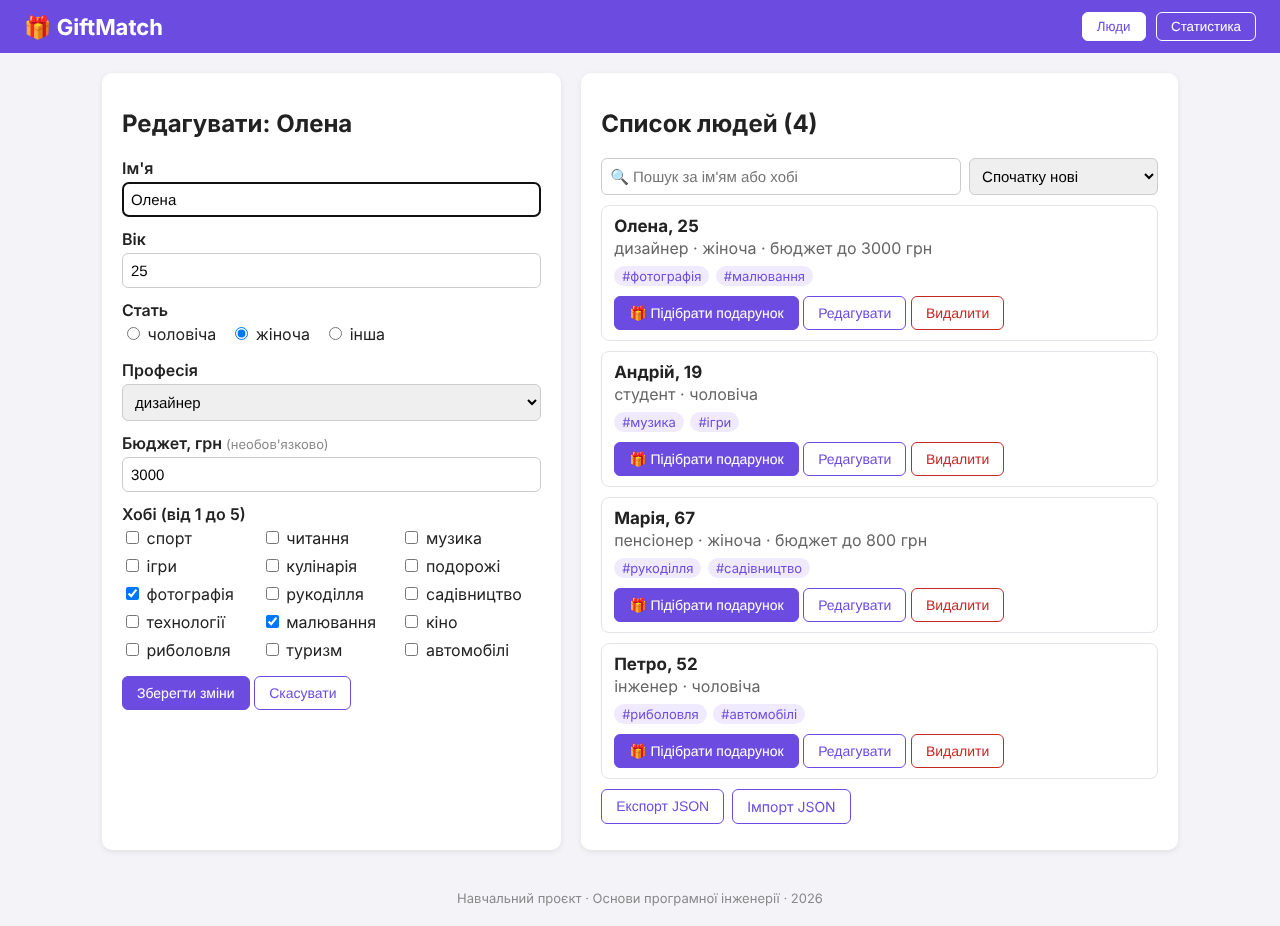 🎁 GiftMatch
Люди
Статистика
Редагувати: Олена
Ім'я
Олена
Вік
25
Стать
чоловіча жіноча інша
Професія
дизайнер
Бюджет, грн (необов'язково)
3000
Хобі (від 1 до 5)
спорт читання музика
ігри кулінарія подорожі
фотографія рукоділля садівництво
технології малювання кіно
риболовля туризм автомобілі
Зберегти зміни Скасувати
Список людей (4)
🔍 Пошук за ім'ям або хобі Спочатку нові
Олена, 25
дизайнер · жіноча · бюджет до 3000 грн
#фотографія #малювання
🎁 Підібрати подарунок Редагувати Видалити
Андрій, 19
студент · чоловіча
#музика #ігри
🎁 Підібрати подарунок Редагувати Видалити
Марія, 67
пенсіонер · жіноча · бюджет до 800 грн
#рукоділля #садівництво
🎁 Підібрати подарунок Редагувати Видалити
Петро, 52
інженер · чоловіча
#риболовля #автомобілі
🎁 Підібрати подарунок Редагувати Видалити
Експорт JSON Імпорт JSON
Навчальний проєкт · Основи програмної інженерії · 2026